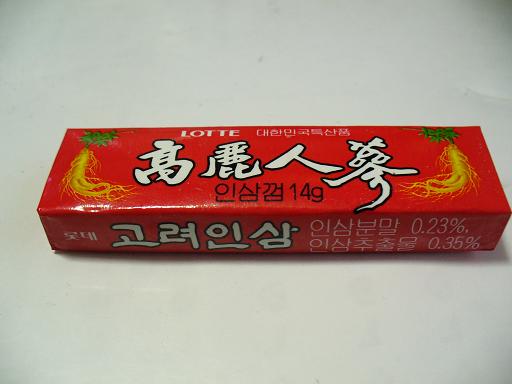 LOTTE 대한민국특산품
高麗人蔘
인삼껌 14g
롯데 고려인삼 인삼분말 0.23%,
인삼추출물 0.35%